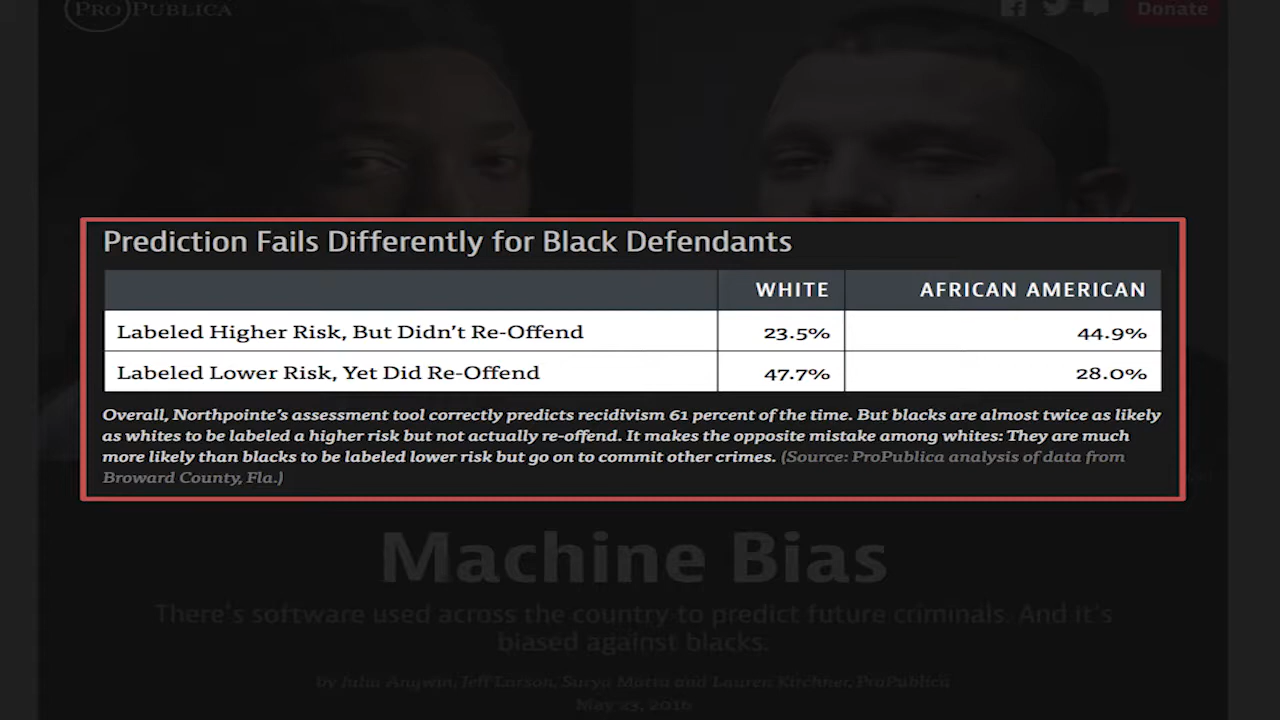 PROPUBLICA
Donate
Prediction Fails Differently for Black Defendants
WHITE AFRICAN AMERICAN
Labeled Higher Risk, But Didn't Re-Offend 23.5% 44.9%
Labeled Lower Risk, Yet Did Re-Offend 47.7% 28.0%
Overall, Northpointe's assessment tool correctly predicts recidivism 61 percent of the time. But blacks are almost twice as likely
as whites to be labeled a higher risk but not actually re-offend. It makes the opposite mistake among whites: They are much
more likely than blacks to be labeled lower risk but go on to commit other crimes. (Source: ProPublica analysis of data from
Broward County, Fla.)
Machine Bias
There's software used across the country to predict future criminals. And it's
biased against blacks.
by Julia Angwin, Jeff Larson, Surya Mattu and Lauren Kirchner, ProPublica
May 23, 2016